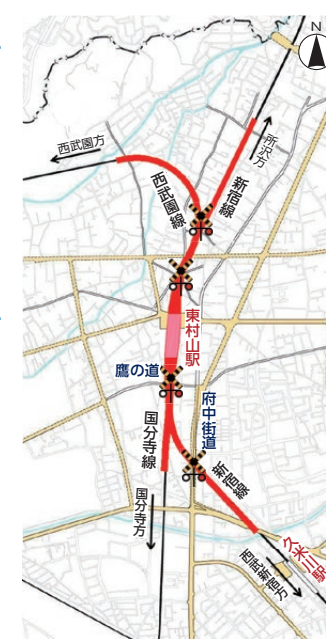 N
西武園方
所沢方
西武園線
新宿線
東村山駅
鷹の道
府中街道
国分寺線
新宿線
国分寺方
久米川駅
西武新宿方